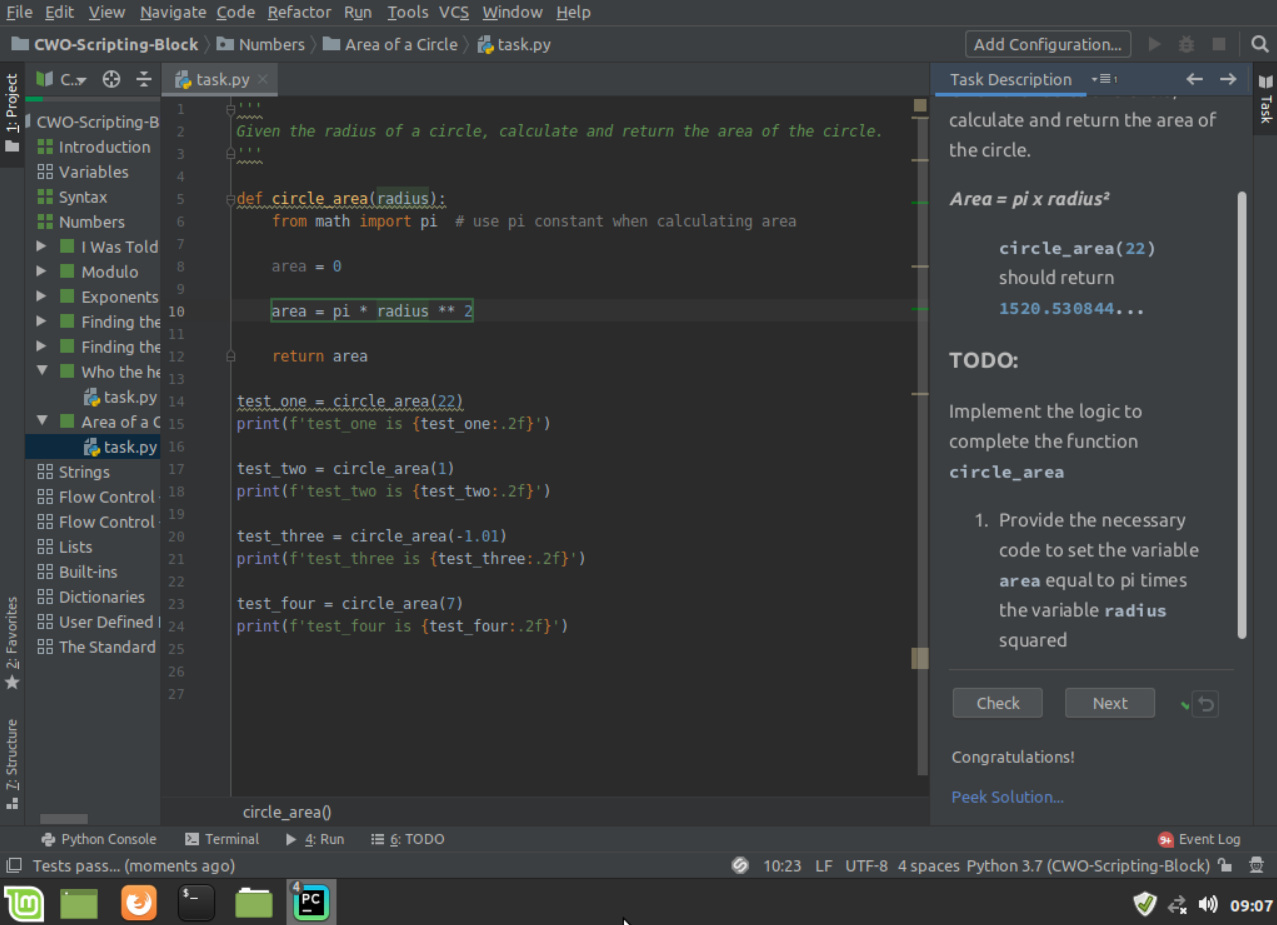 File Edit View Navigate Code Refactor Run Tools VCS Window Help
CWO-Scripting-Block Numbers Area of a Circle task.py Add Configuration...
1: Project
C..
task.py
Task Description
Task
CWO-Scripting-B
Introduction
Variables
Syntax
Numbers
I Was Told
Modulo
Exponents
Finding the
Finding the
Who the he
task.py
Area of a C
task.py
Strings
Flow Control
Flow Control
Lists
Built-ins
Dictionaries
User Defined
The Standard
2: Favorites
7: Structure
1 '''
2 Given the radius of a circle, calculate and return the area of the circle.
3 '''
4
5 def circle_area(radius):
6 from math import pi # use pi constant when calculating area
7
8 area = 0
9
10 area = pi * radius ** 2
11
12 return area
13
14 test_one = circle_area(22)
15 print(f'test_one is {test_one:.2f}')
16
17 test_two = circle_area(1)
18 print(f'test_two is {test_two:.2f}')
19
20 test_three = circle_area(-1.01)
21 print(f'test_three is {test_three:.2f}')
22
23 test_four = circle_area(7)
24 print(f'test_four is {test_four:.2f}')
25
26
27
circle_area()
calculate and return the area of
the circle.
Area = pi x radius²
circle_area(22)
should return
1520.530844...
TODO:
Implement the logic to
complete the function
circle_area
1. Provide the necessary
code to set the variable
area equal to pi times
the variable radius
squared
Check Next
Congratulations!
Peek Solution...
Python Console Terminal 4: Run 6: TODO 9+ Event Log
Tests pass... (moments ago) 10:23 LF UTF-8 4 spaces Python 3.7 (CWO-Scripting-Block)
4
PC
09:07